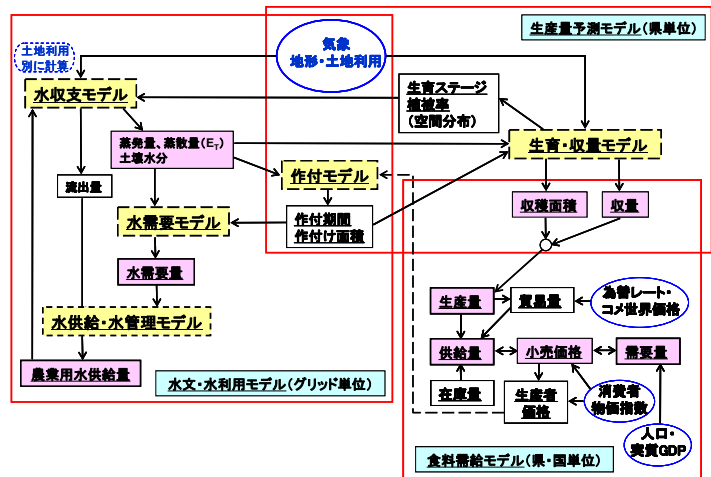 生産量予測モデル(県単位)
気象
地形・土地利用
土地利用
別に計算
水収支モデル
生育ステージ
植被率
(空間分布)
蒸発量、蒸散量(ET)
土壌水分
生育・収量モデル
流出量
作付モデル
収穫面積
収量
水需要モデル
作付期間
作付け面積
水需要量
生産量
貿易量
為替レート・
コメ世界価格
水供給・水管理モデル
供給量
小売価格
需要量
農業用水供給量
水文・水利用モデル(グリッド単位)
在庫量
生産者
価格
消費者
物価指数
人口・
実質GDP
食料需給モデル(県・国単位)